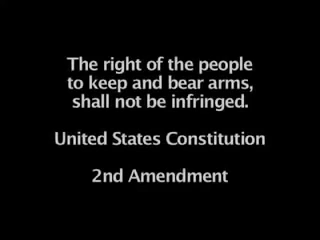 The right of the people
to keep and bear arms,
shall not be infringed.
United States Constitution
2nd Amendment